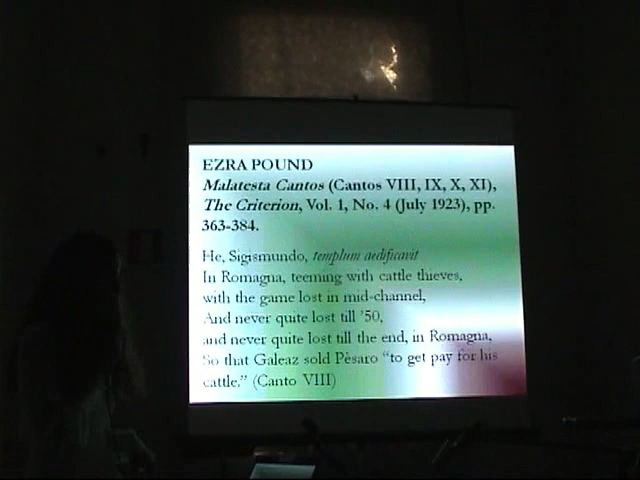 EZRA POUND
Malatesta Cantos (Cantos VIII, IX, X, XI),
The Criterion, Vol. 1, No. 4 (July 1923), pp.
363-384.
He, Sigismundo, templum aedificavit
In Romagna, teeming with cattle thieves,
with the game lost in mid-channel,
And never quite lost till '50,
and never quite lost till the end, in Romagna,
So that Galeaz sold Pèsaro “to get pay for his
cattle.” (Canto VIII)